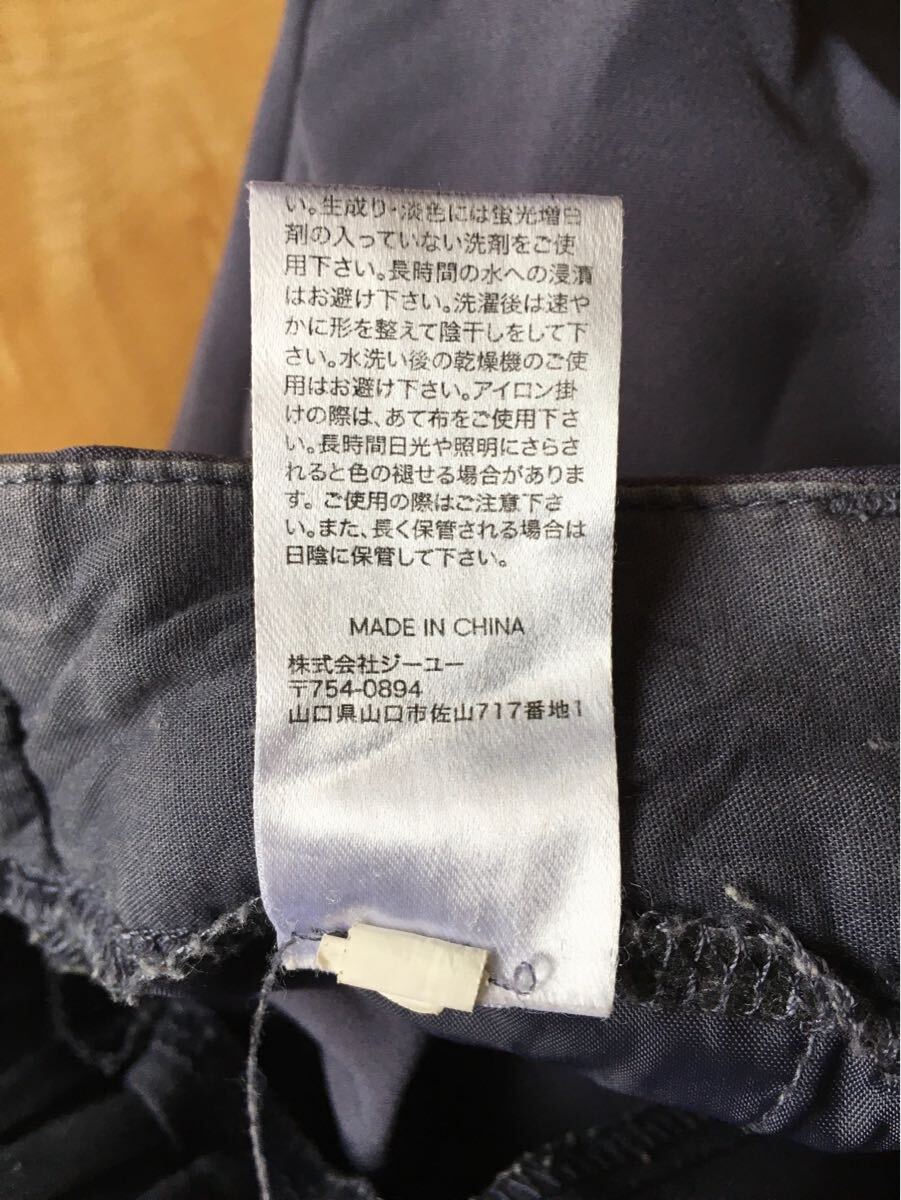 い。生成り・淡色には蛍光増白
剤の入っていない洗剤をご使
用下さい。長時間の水への浸漬
はお避け下さい。洗濯後は速や
かに形を整えて陰干しをして下
さい。水洗い後の乾燥機のご使
用はお避け下さい。アイロン掛
けの際は、あて布をご使用下さ
い。長時間日光や照明にさらさ
れると色の褪せる場合がありま
す。ご使用の際はご注意下さ
い。また、長く保管される場合は
日陰に保管して下さい。
MADE IN CHINA
株式会社ジーユー
〒754-0894
山口県山口市佐山717番地1